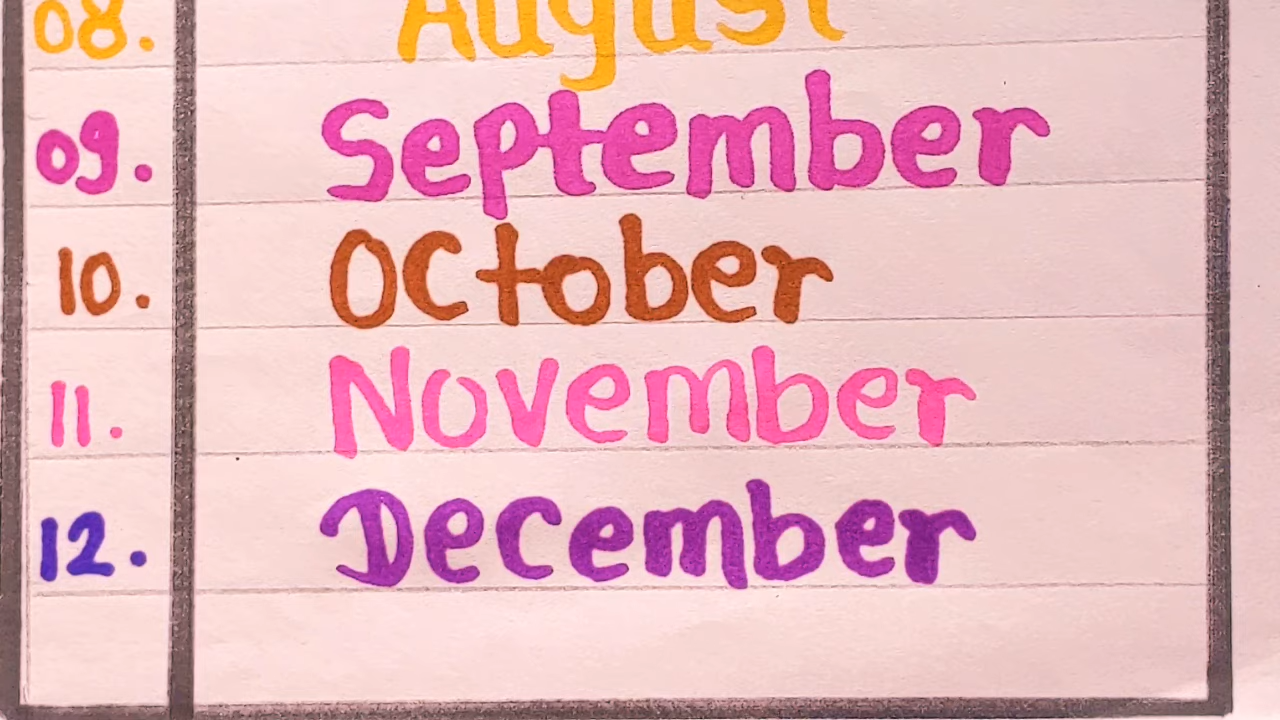 08. August
09. September
10. October
11. November
12. December